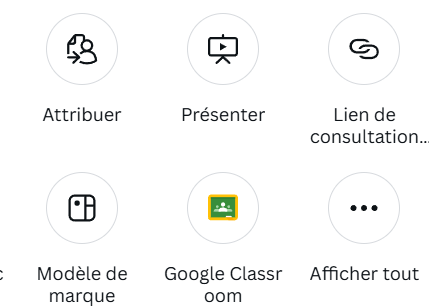 Attribuer
Présenter
Lien de
consultation...
c
Modèle de
marque
Google Classr
oom
Afficher tout